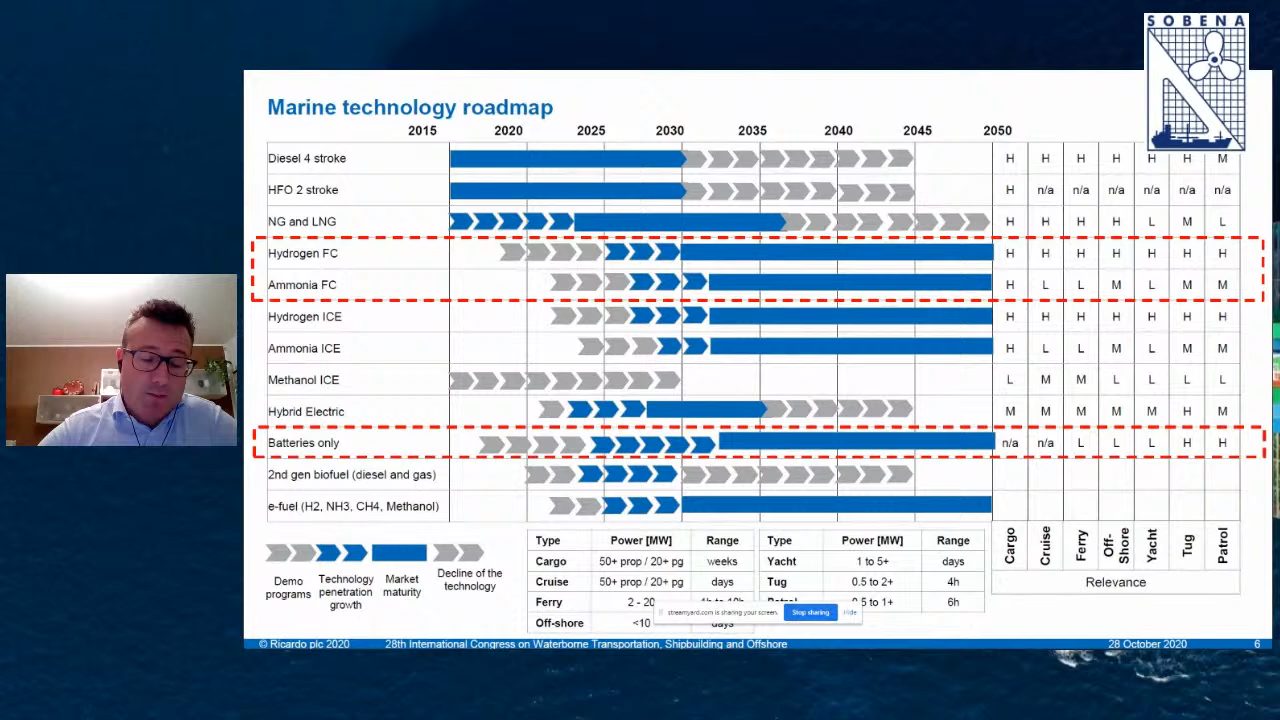 SOBENA
Marine technology roadmap
2015 2020 2025 2030 2035 2040 2045 2050
Diesel 4 stroke H H H H H H M
HFO 2 stroke H n/a n/a n/a n/a n/a n/a
NG and LNG H H H H L M L
Hydrogen FC H H H H H H H
Ammonia FC H L L M L M M
Hydrogen ICE H H H H H H H
Ammonia ICE H L L M L M M
Methanol ICE L M M L L L L
Hybrid Electric M M M M M H M
Batteries only n/a n/a L L L H H
2nd gen biofuel (diesel and gas)
e-fuel (H2, NH3, CH4, Methanol)
Cargo Cruise Ferry Off-Shore Yacht Tug Patrol
Relevance
Demo programs
Technology penetration growth
Market maturity
Decline of the technology
Type Power [MW] Range Type Power [MW] Range
Cargo 50+ prop / 20+ pg weeks Yacht 1 to 5+ days
Cruise 50+ prop / 20+ pg days Tug 0.5 to 2+ 4h
Ferry 2 - 20 Patrol 5 to 1+ 6h
Off-shore <10 days
streamyard.com is sharing your screen. Stop sharing Hide
© Ricardo plc 2020 28th International Congress on Waterborne Transportation, Shipbuilding and Offshore 28 October 2020 6